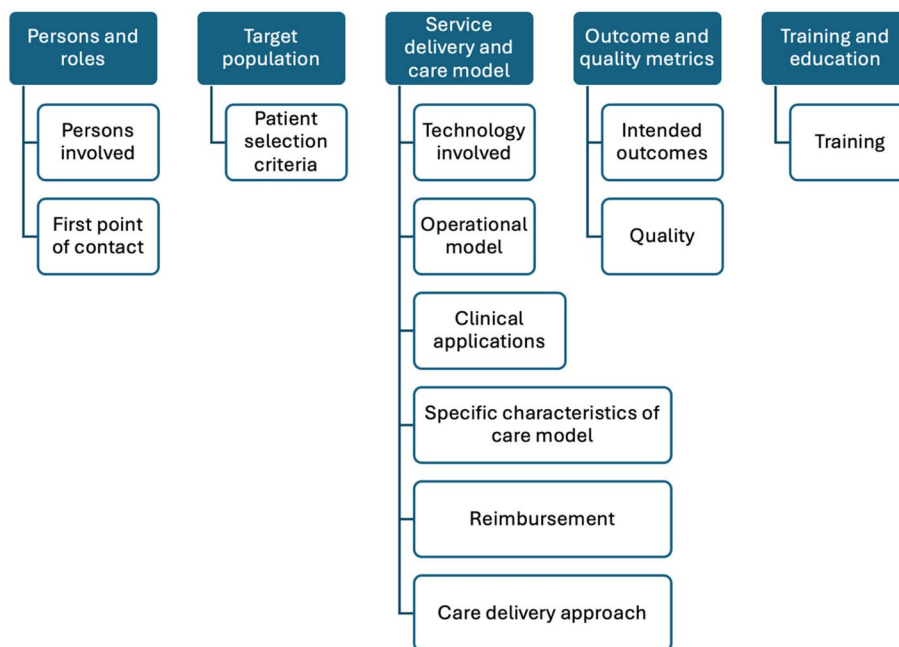 Persons and
roles
Persons
involved
First point
of contact
Target
population
Patient
selection
criteria
Service
delivery and
care model
Technology
involved
Operational
model
Clinical
applications
Specific characteristics of
care model
Reimbursement
Care delivery approach
Outcome and
quality metrics
Intended
outcomes
Quality
Training and
education
Training